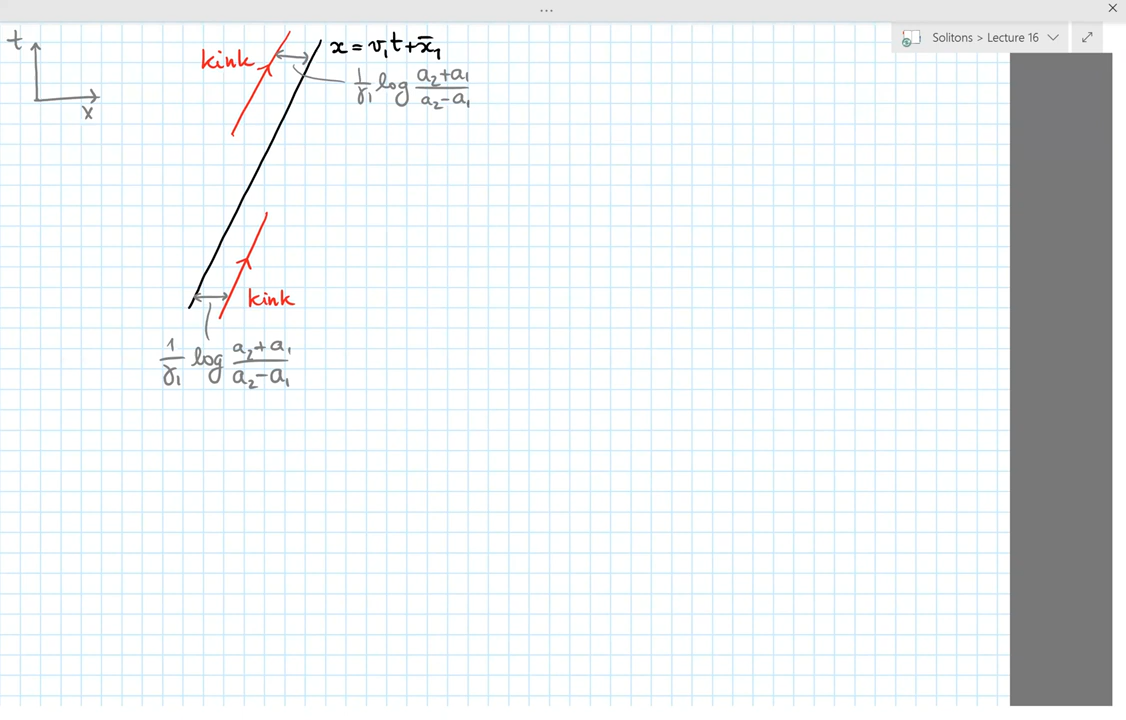 Solitons > Lecture 16
t
x
kink
x = v₁t + x̄₁
1/γ₁ log (a₂+a₁)/(a₂−a₁)
kink
1/γ₁ log (a₂+a₁)/(a₂−a₁)